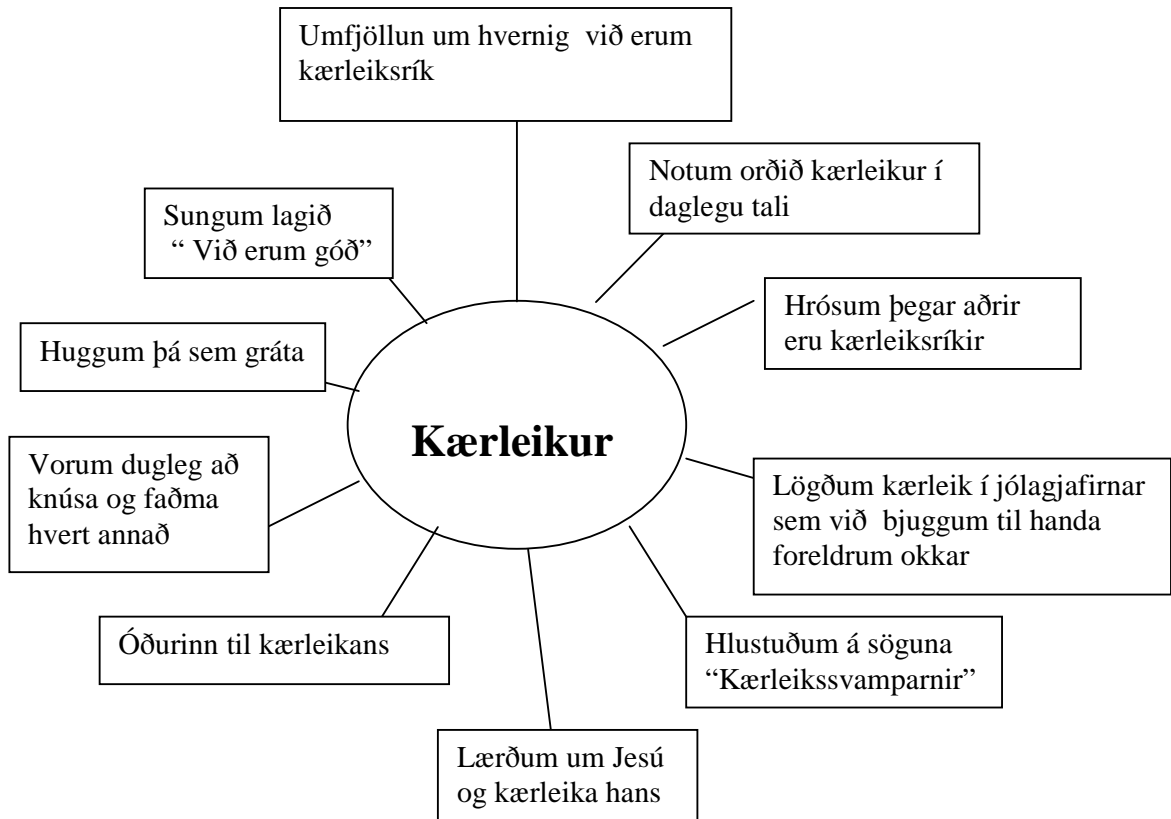 Umfjöllun um hvernig við erum
kærleiksrík
Notum orðið kærleikur í
daglegu tali
Sungum lagið
“ Við erum góð”
Hrósum þegar aðrir
eru kærleiksríkir
Huggum þá sem gráta
Kærleikur
Vorum dugleg að
knúsa og faðma
hvert annað
Lögðum kærleik í jólagjafirnar
sem við bjuggum til handa
foreldrum okkar
Óðurinn til kærleikans
Hlustuðum á söguna
“Kærleikssvamparnir”
Lærðum um Jesú
og kærleika hans